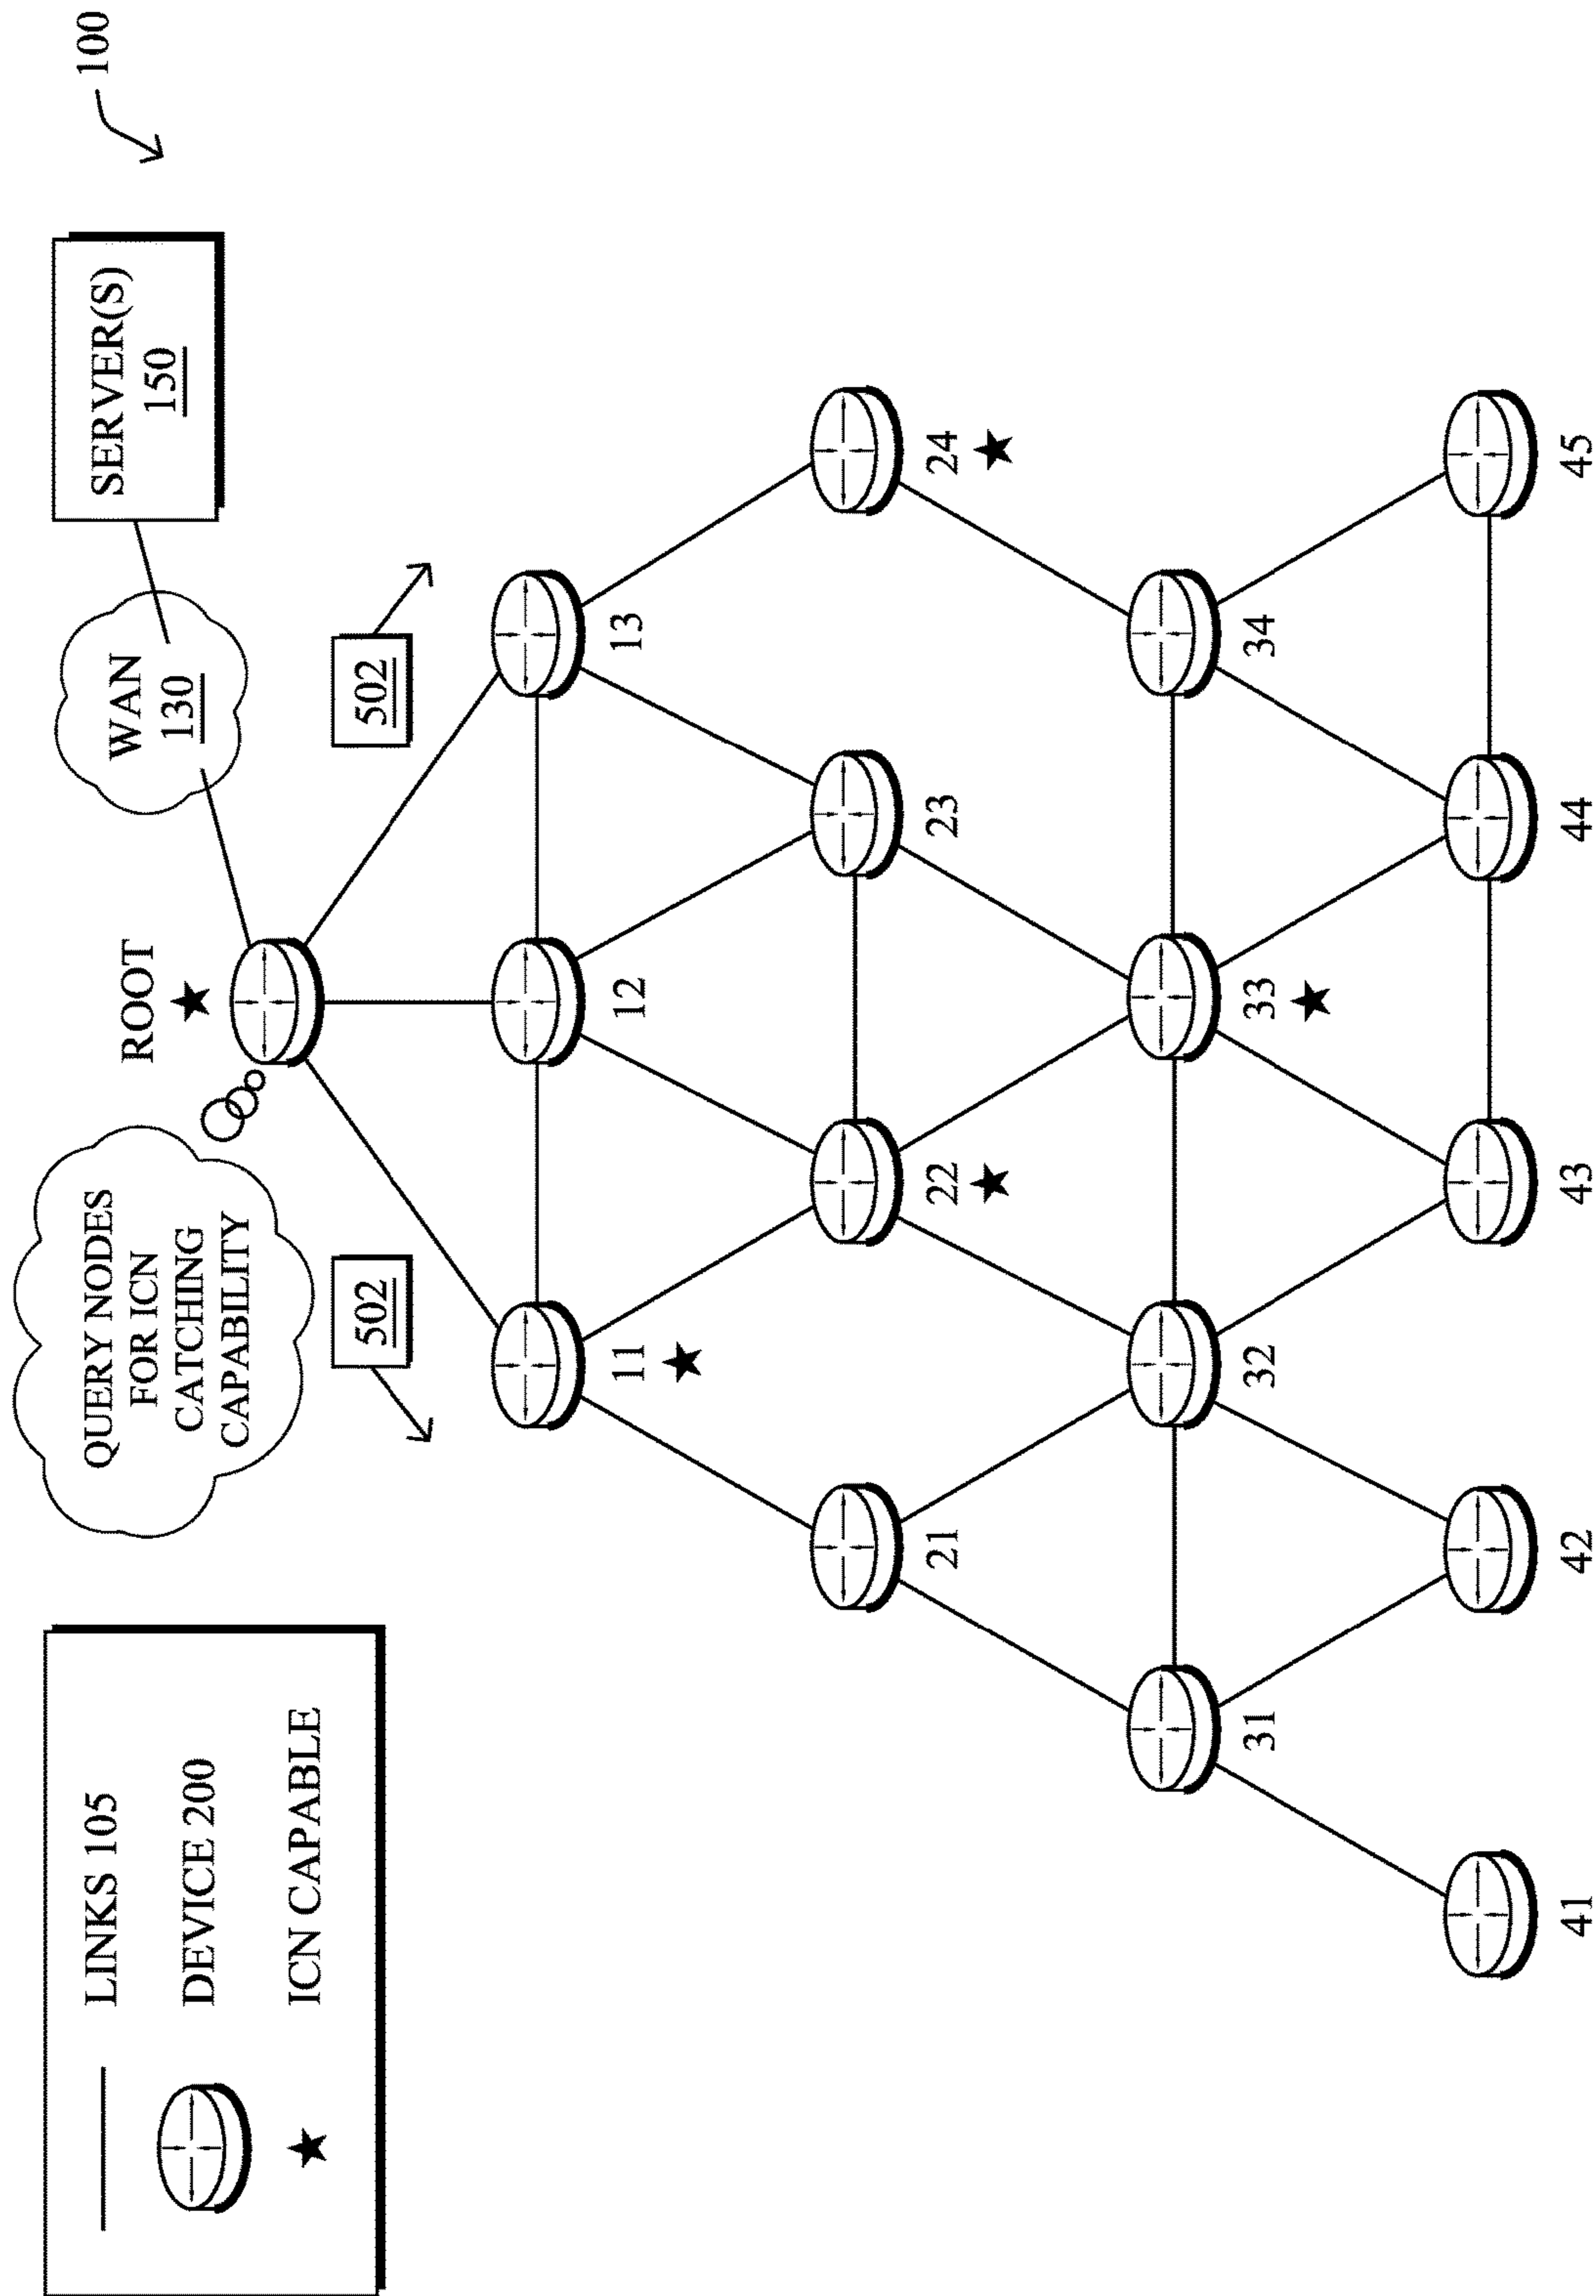 LINKS 105
DEVICE 200
ICN CAPABLE
QUERY NODES
FOR ICN
CATCHING
CAPABILITY
ROOT
WAN
130
SERVER(S)
150
100
502
502
11
12
13
21
22
23
24
31
32
33
34
41
42
43
44
45